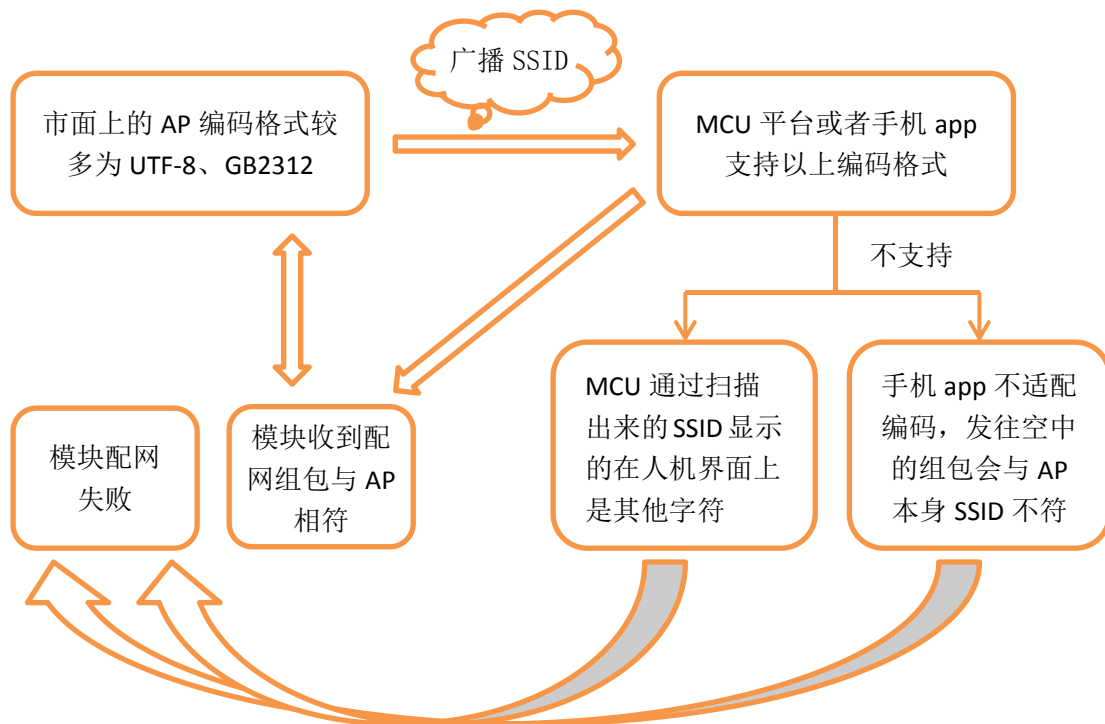 广播 SSID
市面上的 AP 编码格式较
多为 UTF-8、GB2312
MCU 平台或者手机 app
支持以上编码格式
不支持
模块配网
失败
模块收到配
网组包与 AP
相符
MCU 通过扫描
出来的 SSID 显示
的在人机界面上
是其他字符
手机 app 不适配
编码，发往空中
的组包会与 AP
本身 SSID 不符